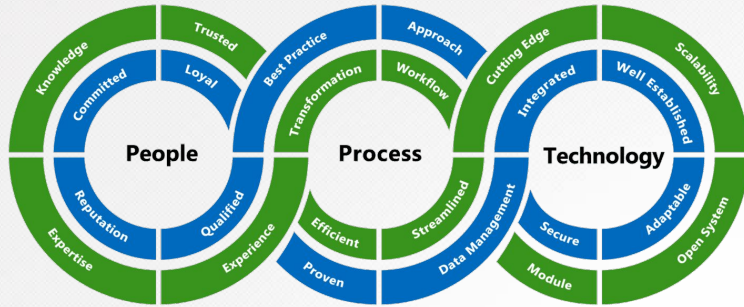 Knowledge
Trusted
Committed
Loyal
People
Reputation
Qualified
Expertise
Experience
Best Practice
Approach
Transformation
Workflow
Process
Efficient
Streamlined
Proven
Data Management
Cutting Edge
Scalability
Integrated
Well Established
Technology
Secure
Adaptable
Module
Open System